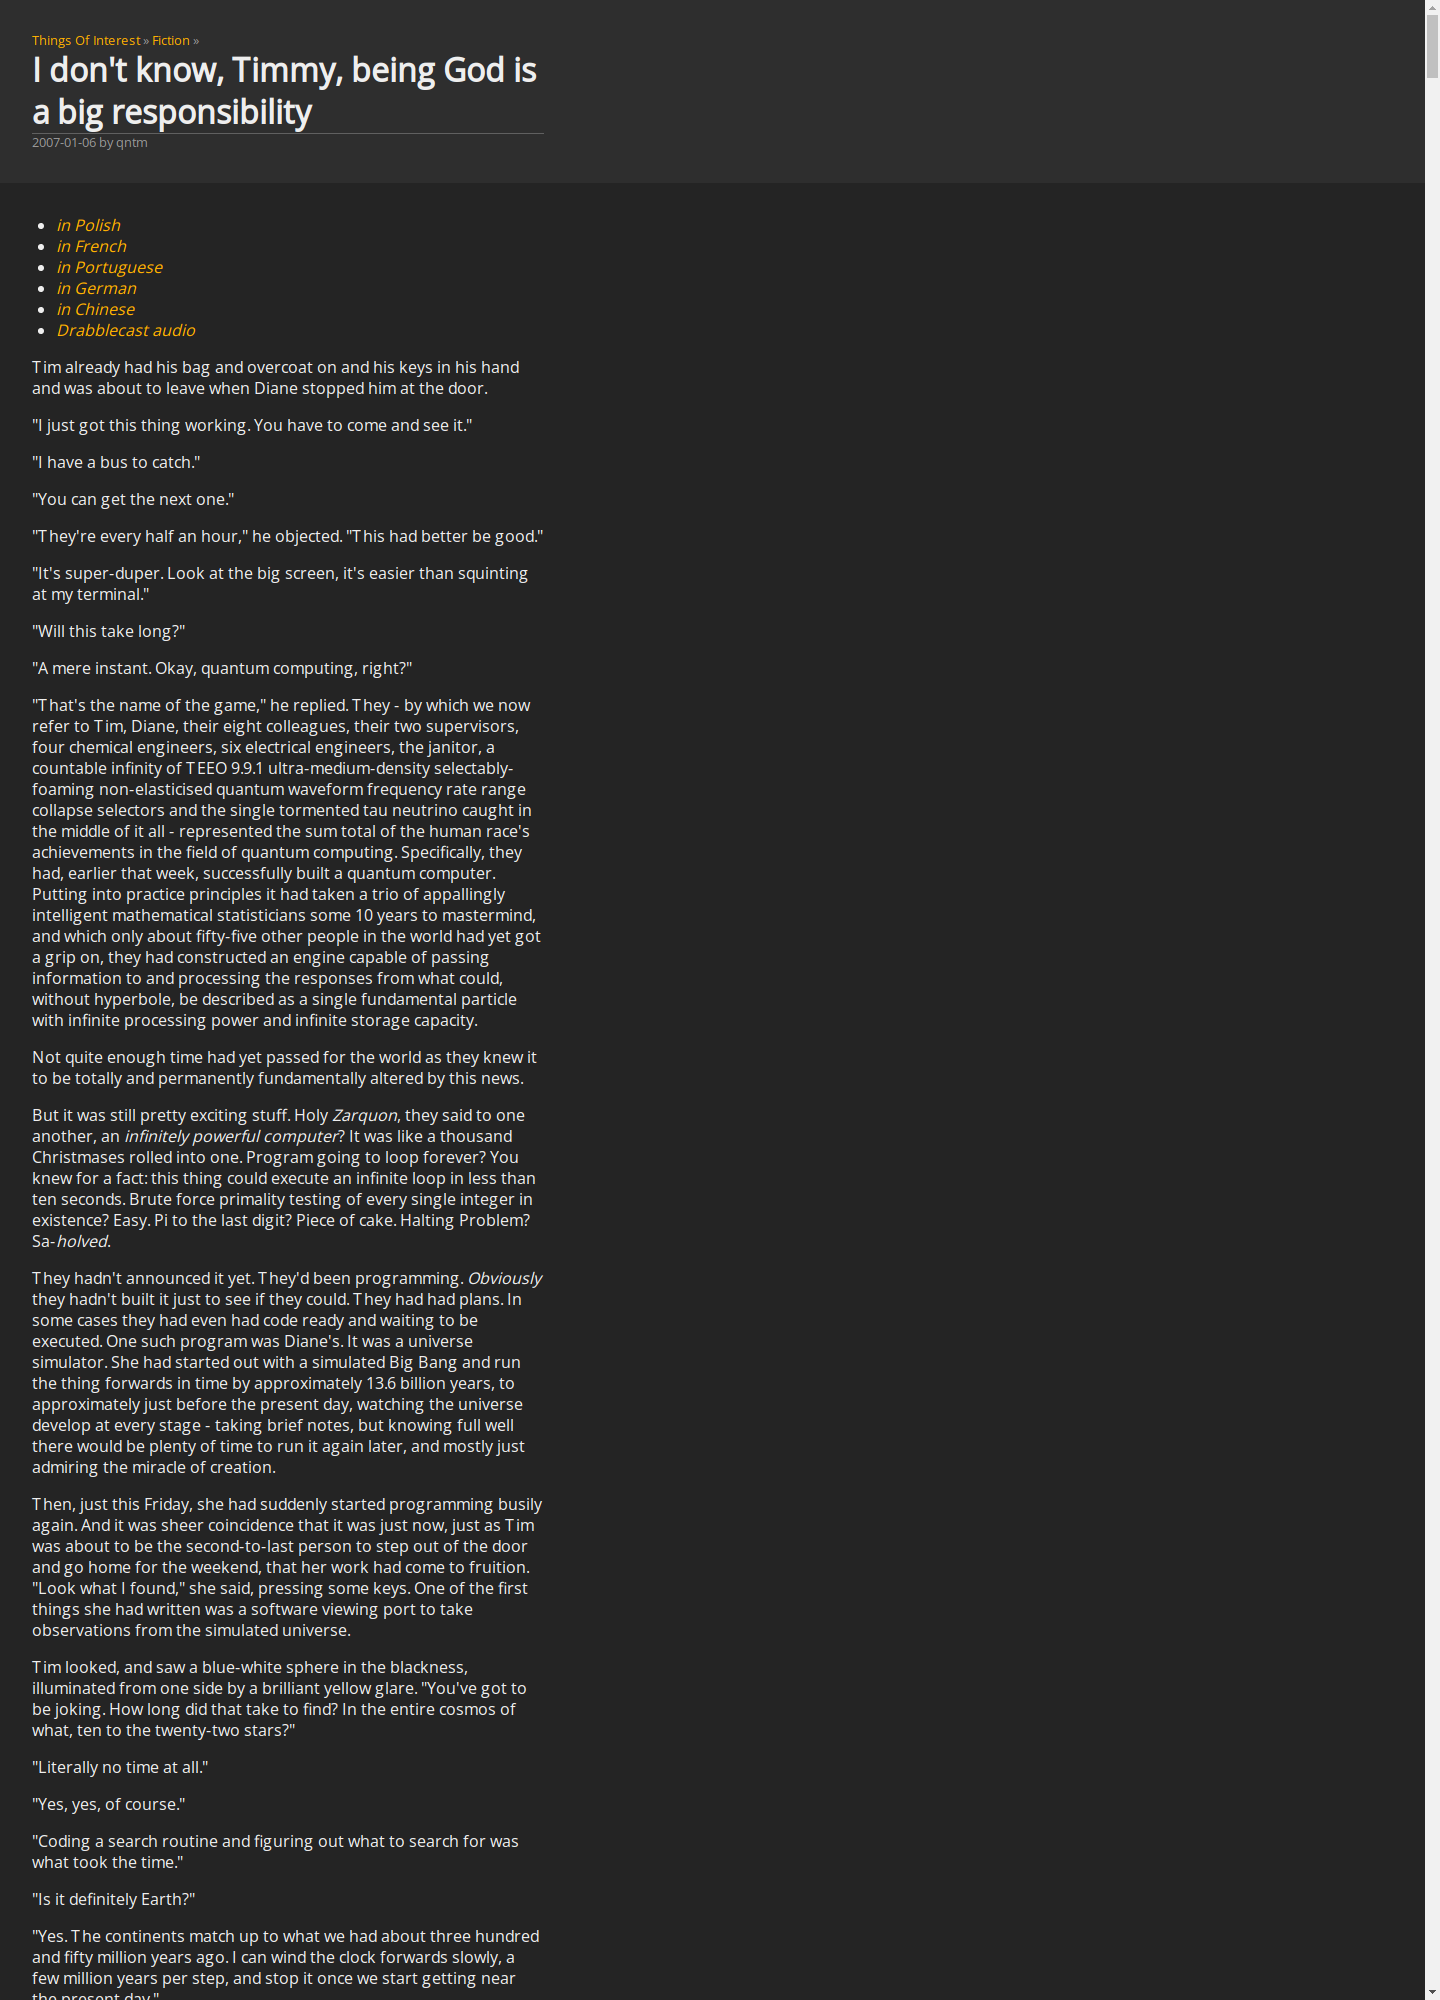 Things Of Interest » Fiction »
I don't know, Timmy, being God is
a big responsibility
2007-01-06 by qntm
in Polish
in French
in Portuguese
in German
in Chinese
Drabblecast audio
Tim already had his bag and overcoat on and his keys in his hand
and was about to leave when Diane stopped him at the door.
"I just got this thing working. You have to come and see it."
"I have a bus to catch."
"You can get the next one."
"They're every half an hour," he objected. "This had better be good."
"It's super-duper. Look at the big screen, it's easier than squinting
at my terminal."
"Will this take long?"
"A mere instant. Okay, quantum computing, right?"
"That's the name of the game," he replied. They - by which we now
refer to Tim, Diane, their eight colleagues, their two supervisors,
four chemical engineers, six electrical engineers, the janitor, a
countable infinity of TEEO 9.9.1 ultra-medium-density selectably-
foaming non-elasticised quantum waveform frequency rate range
collapse selectors and the single tormented tau neutrino caught in
the middle of it all - represented the sum total of the human race's
achievements in the field of quantum computing. Specifically, they
had, earlier that week, successfully built a quantum computer.
Putting into practice principles it had taken a trio of appallingly
intelligent mathematical statisticians some 10 years to mastermind,
and which only about fifty-five other people in the world had yet got
a grip on, they had constructed an engine capable of passing
information to and processing the responses from what could,
without hyperbole, be described as a single fundamental particle
with infinite processing power and infinite storage capacity.
Not quite enough time had yet passed for the world as they knew it
to be totally and permanently fundamentally altered by this news.
But it was still pretty exciting stuff. Holy Zarquon, they said to one
another, an infinitely powerful computer? It was like a thousand
Christmases rolled into one. Program going to loop forever? You
knew for a fact: this thing could execute an infinite loop in less than
ten seconds. Brute force primality testing of every single integer in
existence? Easy. Pi to the last digit? Piece of cake. Halting Problem?
Sa-holved.
They hadn't announced it yet. They'd been programming. Obviously
they hadn't built it just to see if they could. They had had plans. In
some cases they had even had code ready and waiting to be
executed. One such program was Diane's. It was a universe
simulator. She had started out with a simulated Big Bang and run
the thing forwards in time by approximately 13.6 billion years, to
approximately just before the present day, watching the universe
develop at every stage - taking brief notes, but knowing full well
there would be plenty of time to run it again later, and mostly just
admiring the miracle of creation.
Then, just this Friday, she had suddenly started programming busily
again. And it was sheer coincidence that it was just now, just as Tim
was about to be the second-to-last person to step out of the door
and go home for the weekend, that her work had come to fruition.
"Look what I found," she said, pressing some keys. One of the first
things she had written was a software viewing port to take
observations from the simulated universe.
Tim looked, and saw a blue-white sphere in the blackness,
illuminated from one side by a brilliant yellow glare. "You've got to
be joking. How long did that take to find? In the entire cosmos of
what, ten to the twenty-two stars?"
"Literally no time at all."
"Yes, yes, of course."
"Coding a search routine and figuring out what to search for was
what took the time."
"Is it definitely Earth?"
"Yes. The continents match up to what we had about three hundred
and fifty million years ago. I can wind the clock forwards slowly, a
few million years per step, and stop it once we start getting near
the present day."